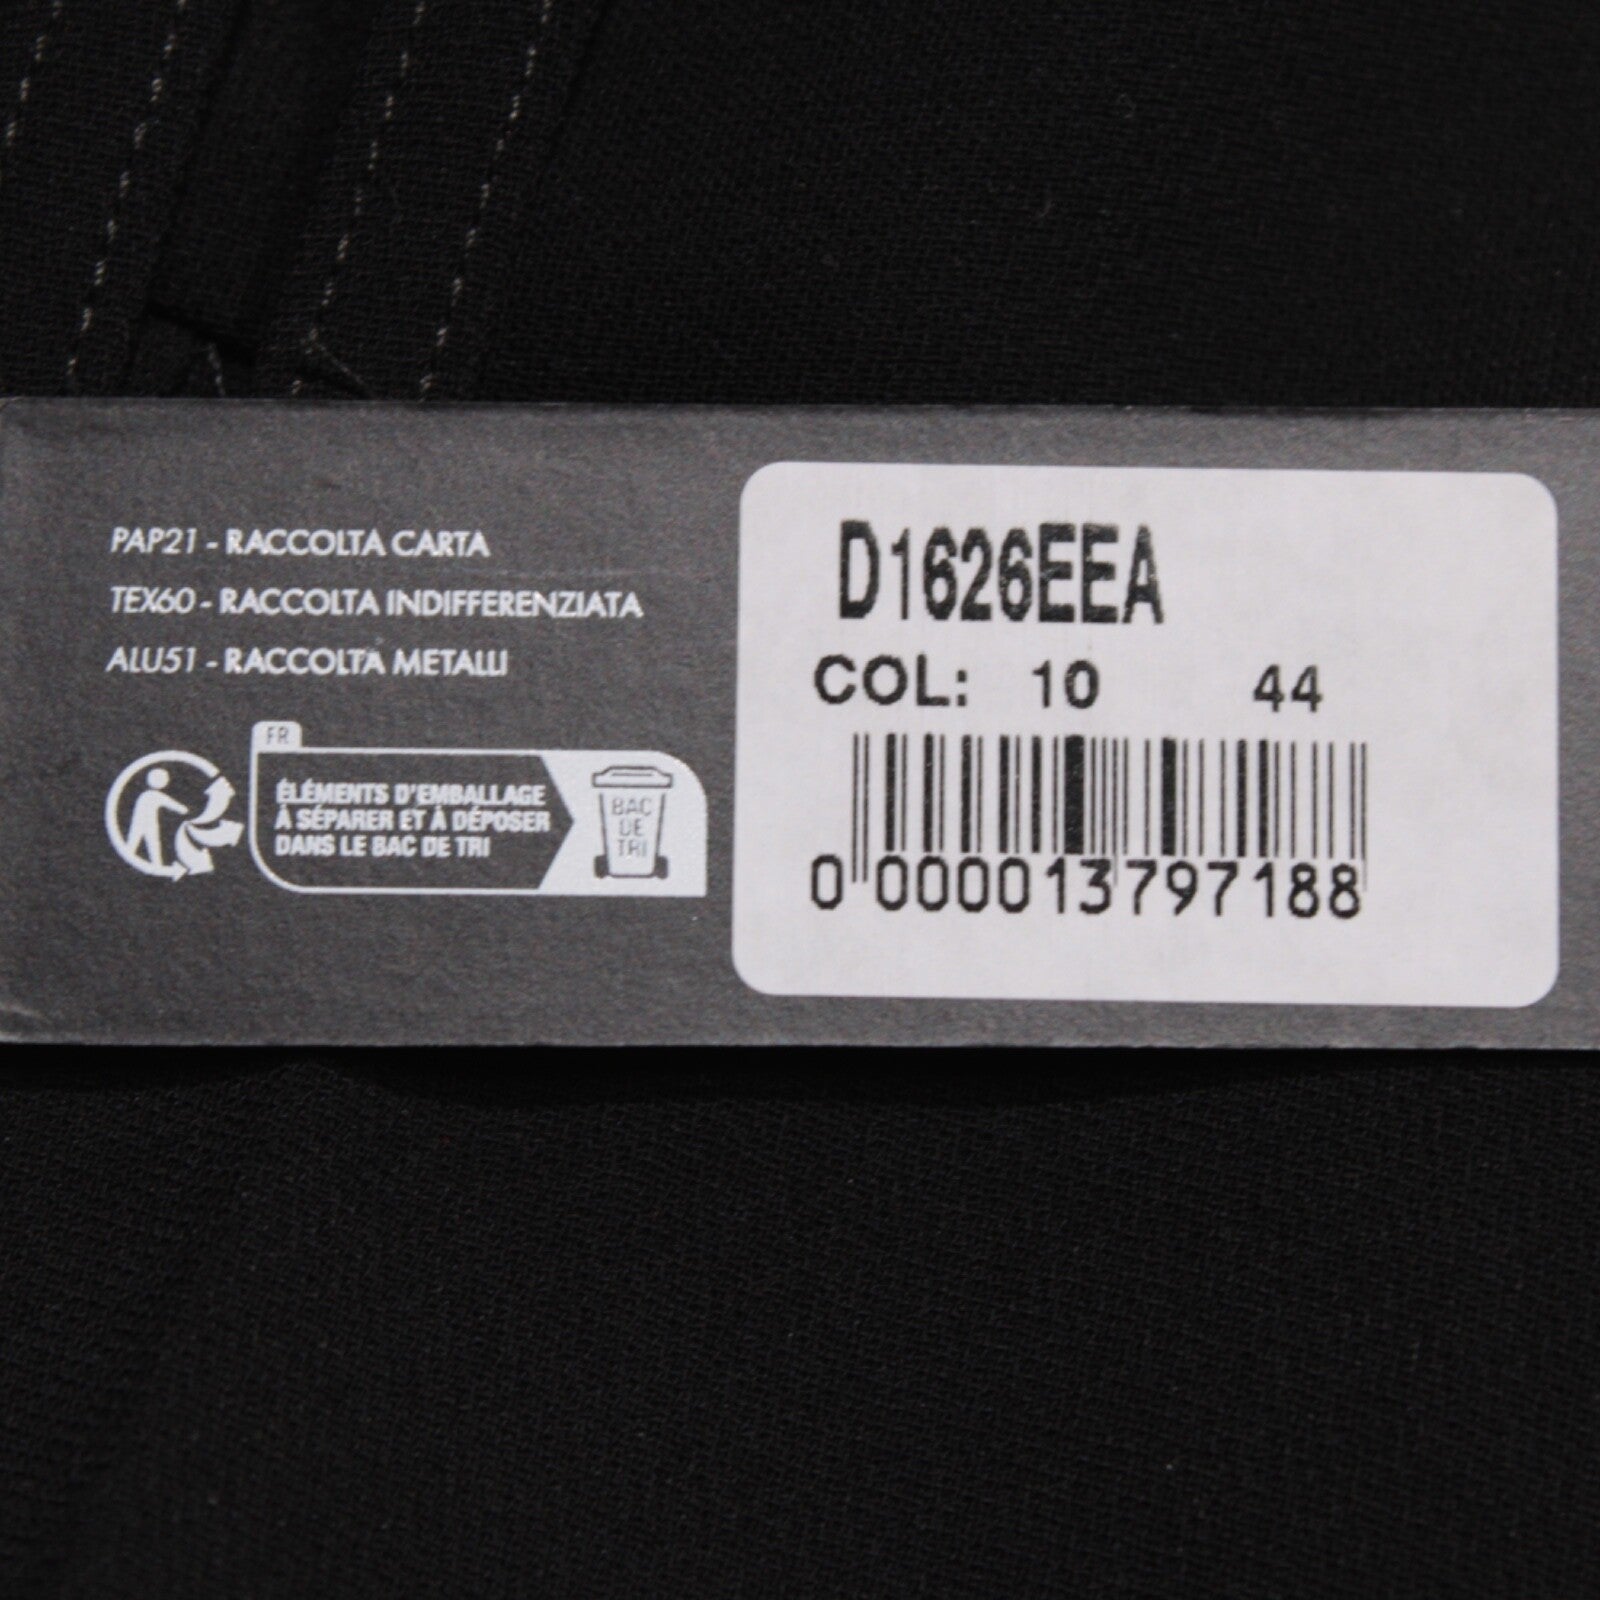 PAP21 - RACCOLTA CARTA
TEX60 - RACCOLTA INDIFFERENZIATA
ALU51 - RACCOLTA METALLI
FR
ÉLÉMENTS D'EMBALLAGE
À SÉPARER ET À DÉPOSER
DANS LE BAC DE TRI
BAC
DE
TRI
D1626EEA
COL: 10 44
0 000013797188